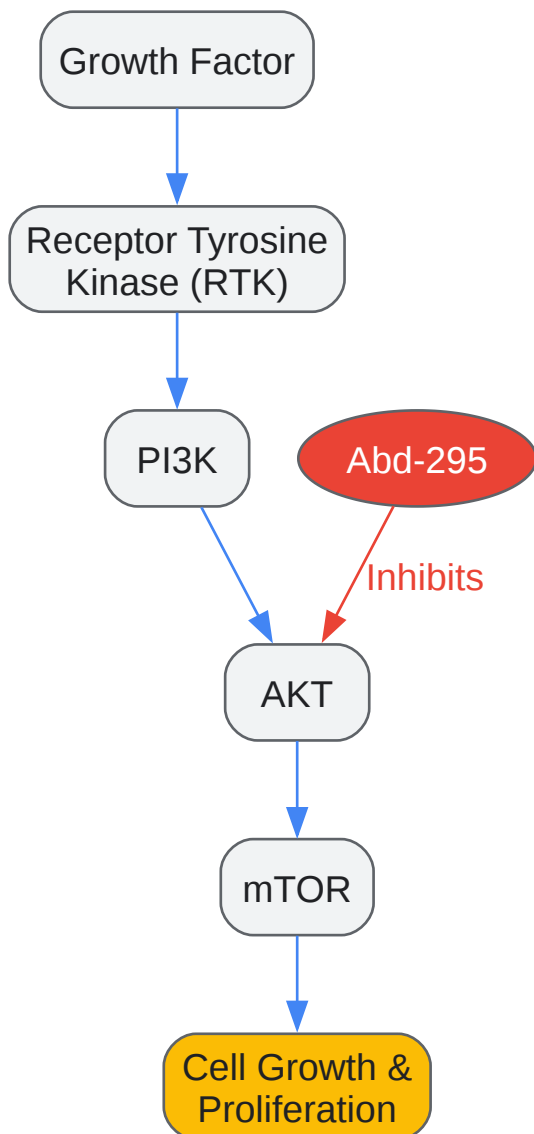 Growth Factor
Receptor Tyrosine
Kinase (RTK)
PI3K
Abd-295
Inhibits
AKT
mTOR
Cell Growth &
Proliferation